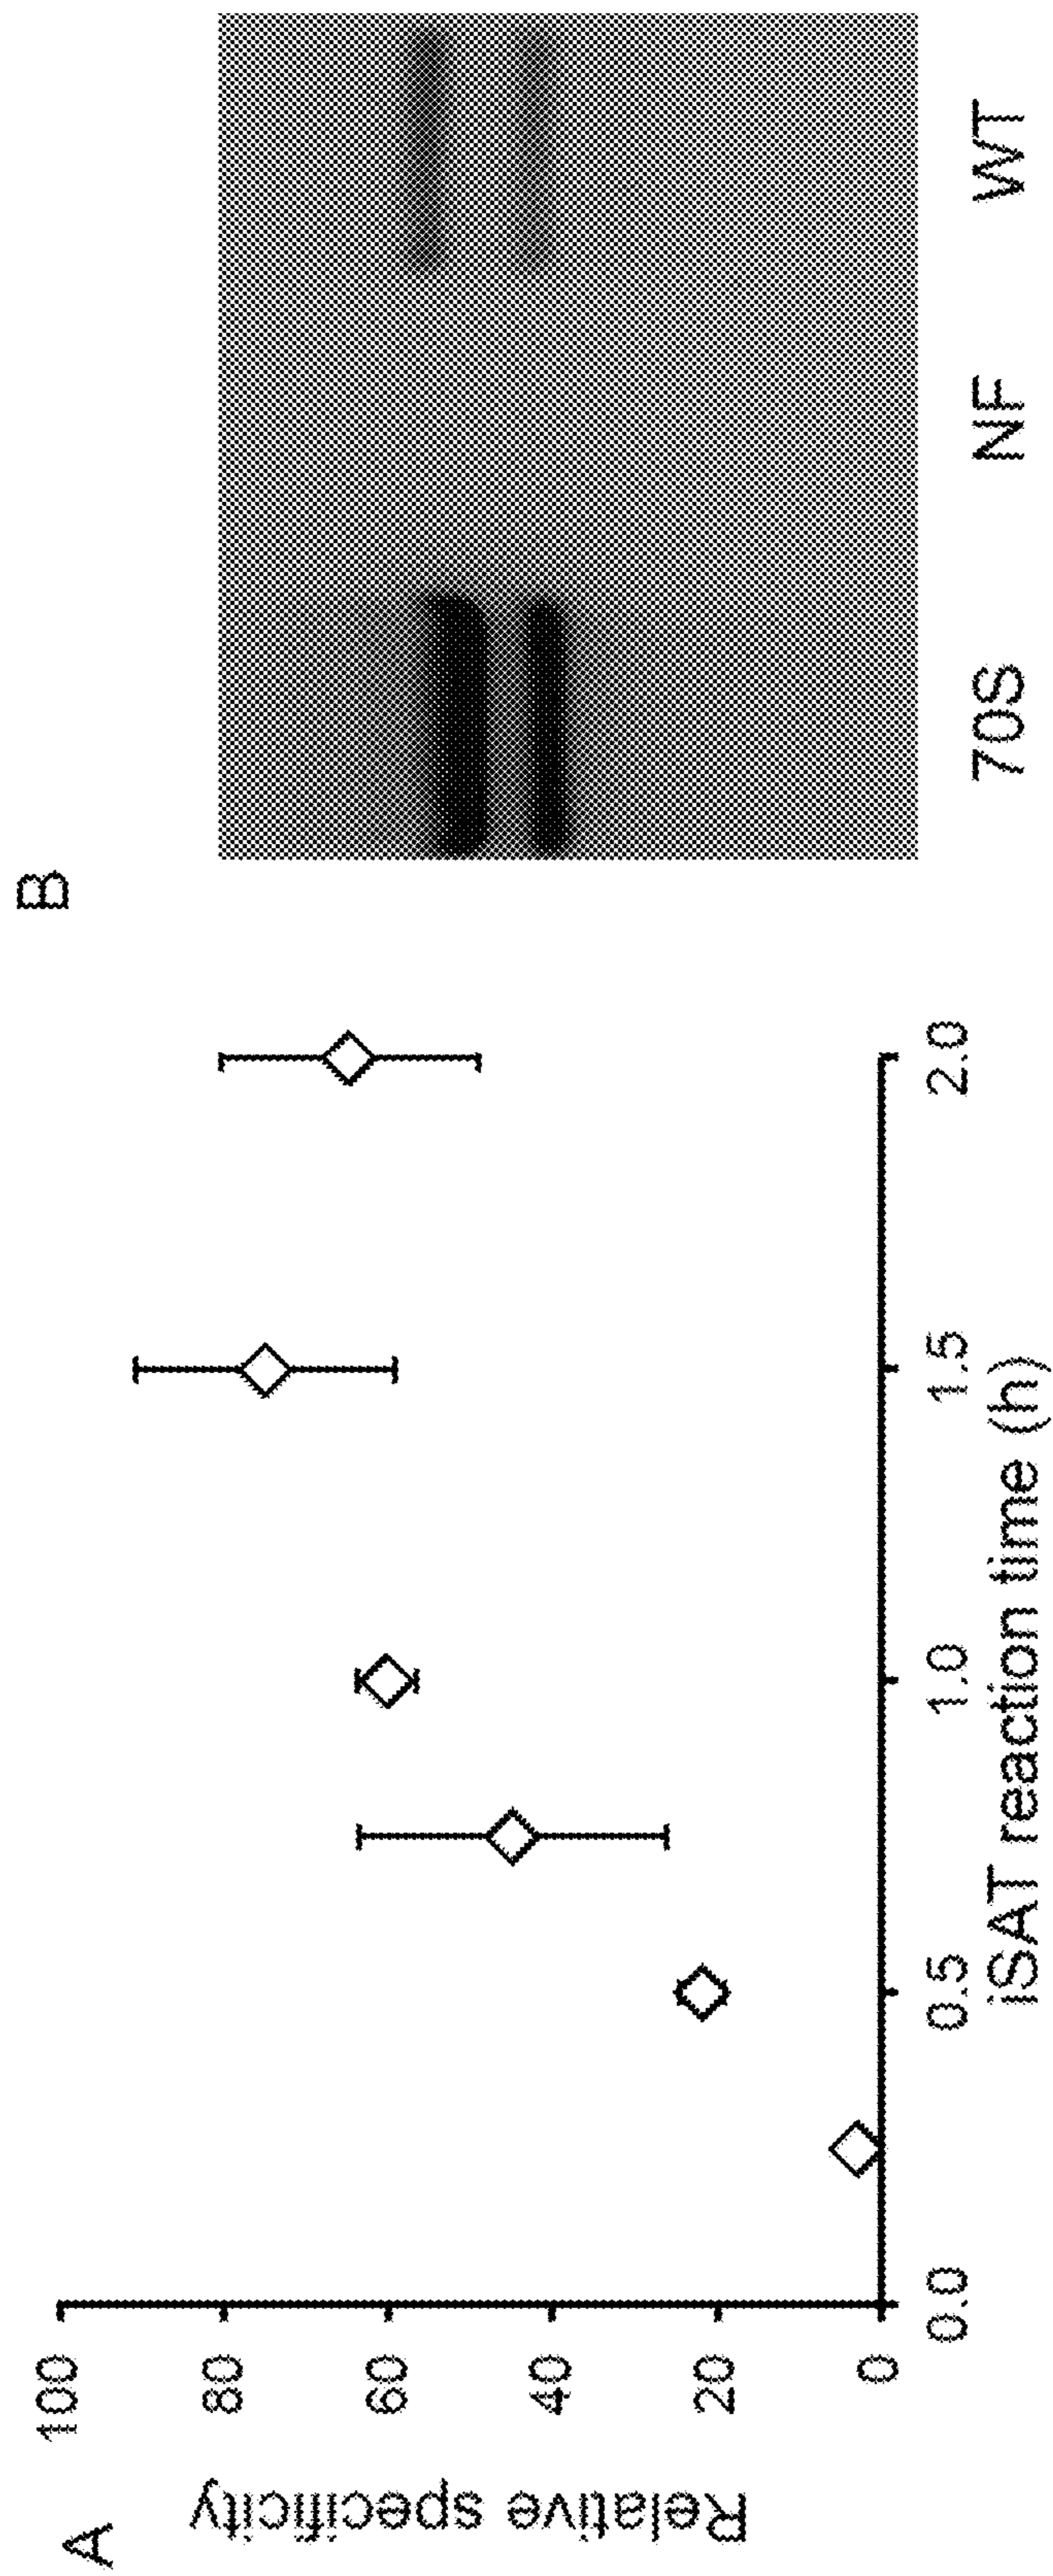 A
Relative specificity
100
80
60
40
20
0
0.0 0.5 1.0 1.5 2.0
iSAT reaction time (h)
B
70S NF WT